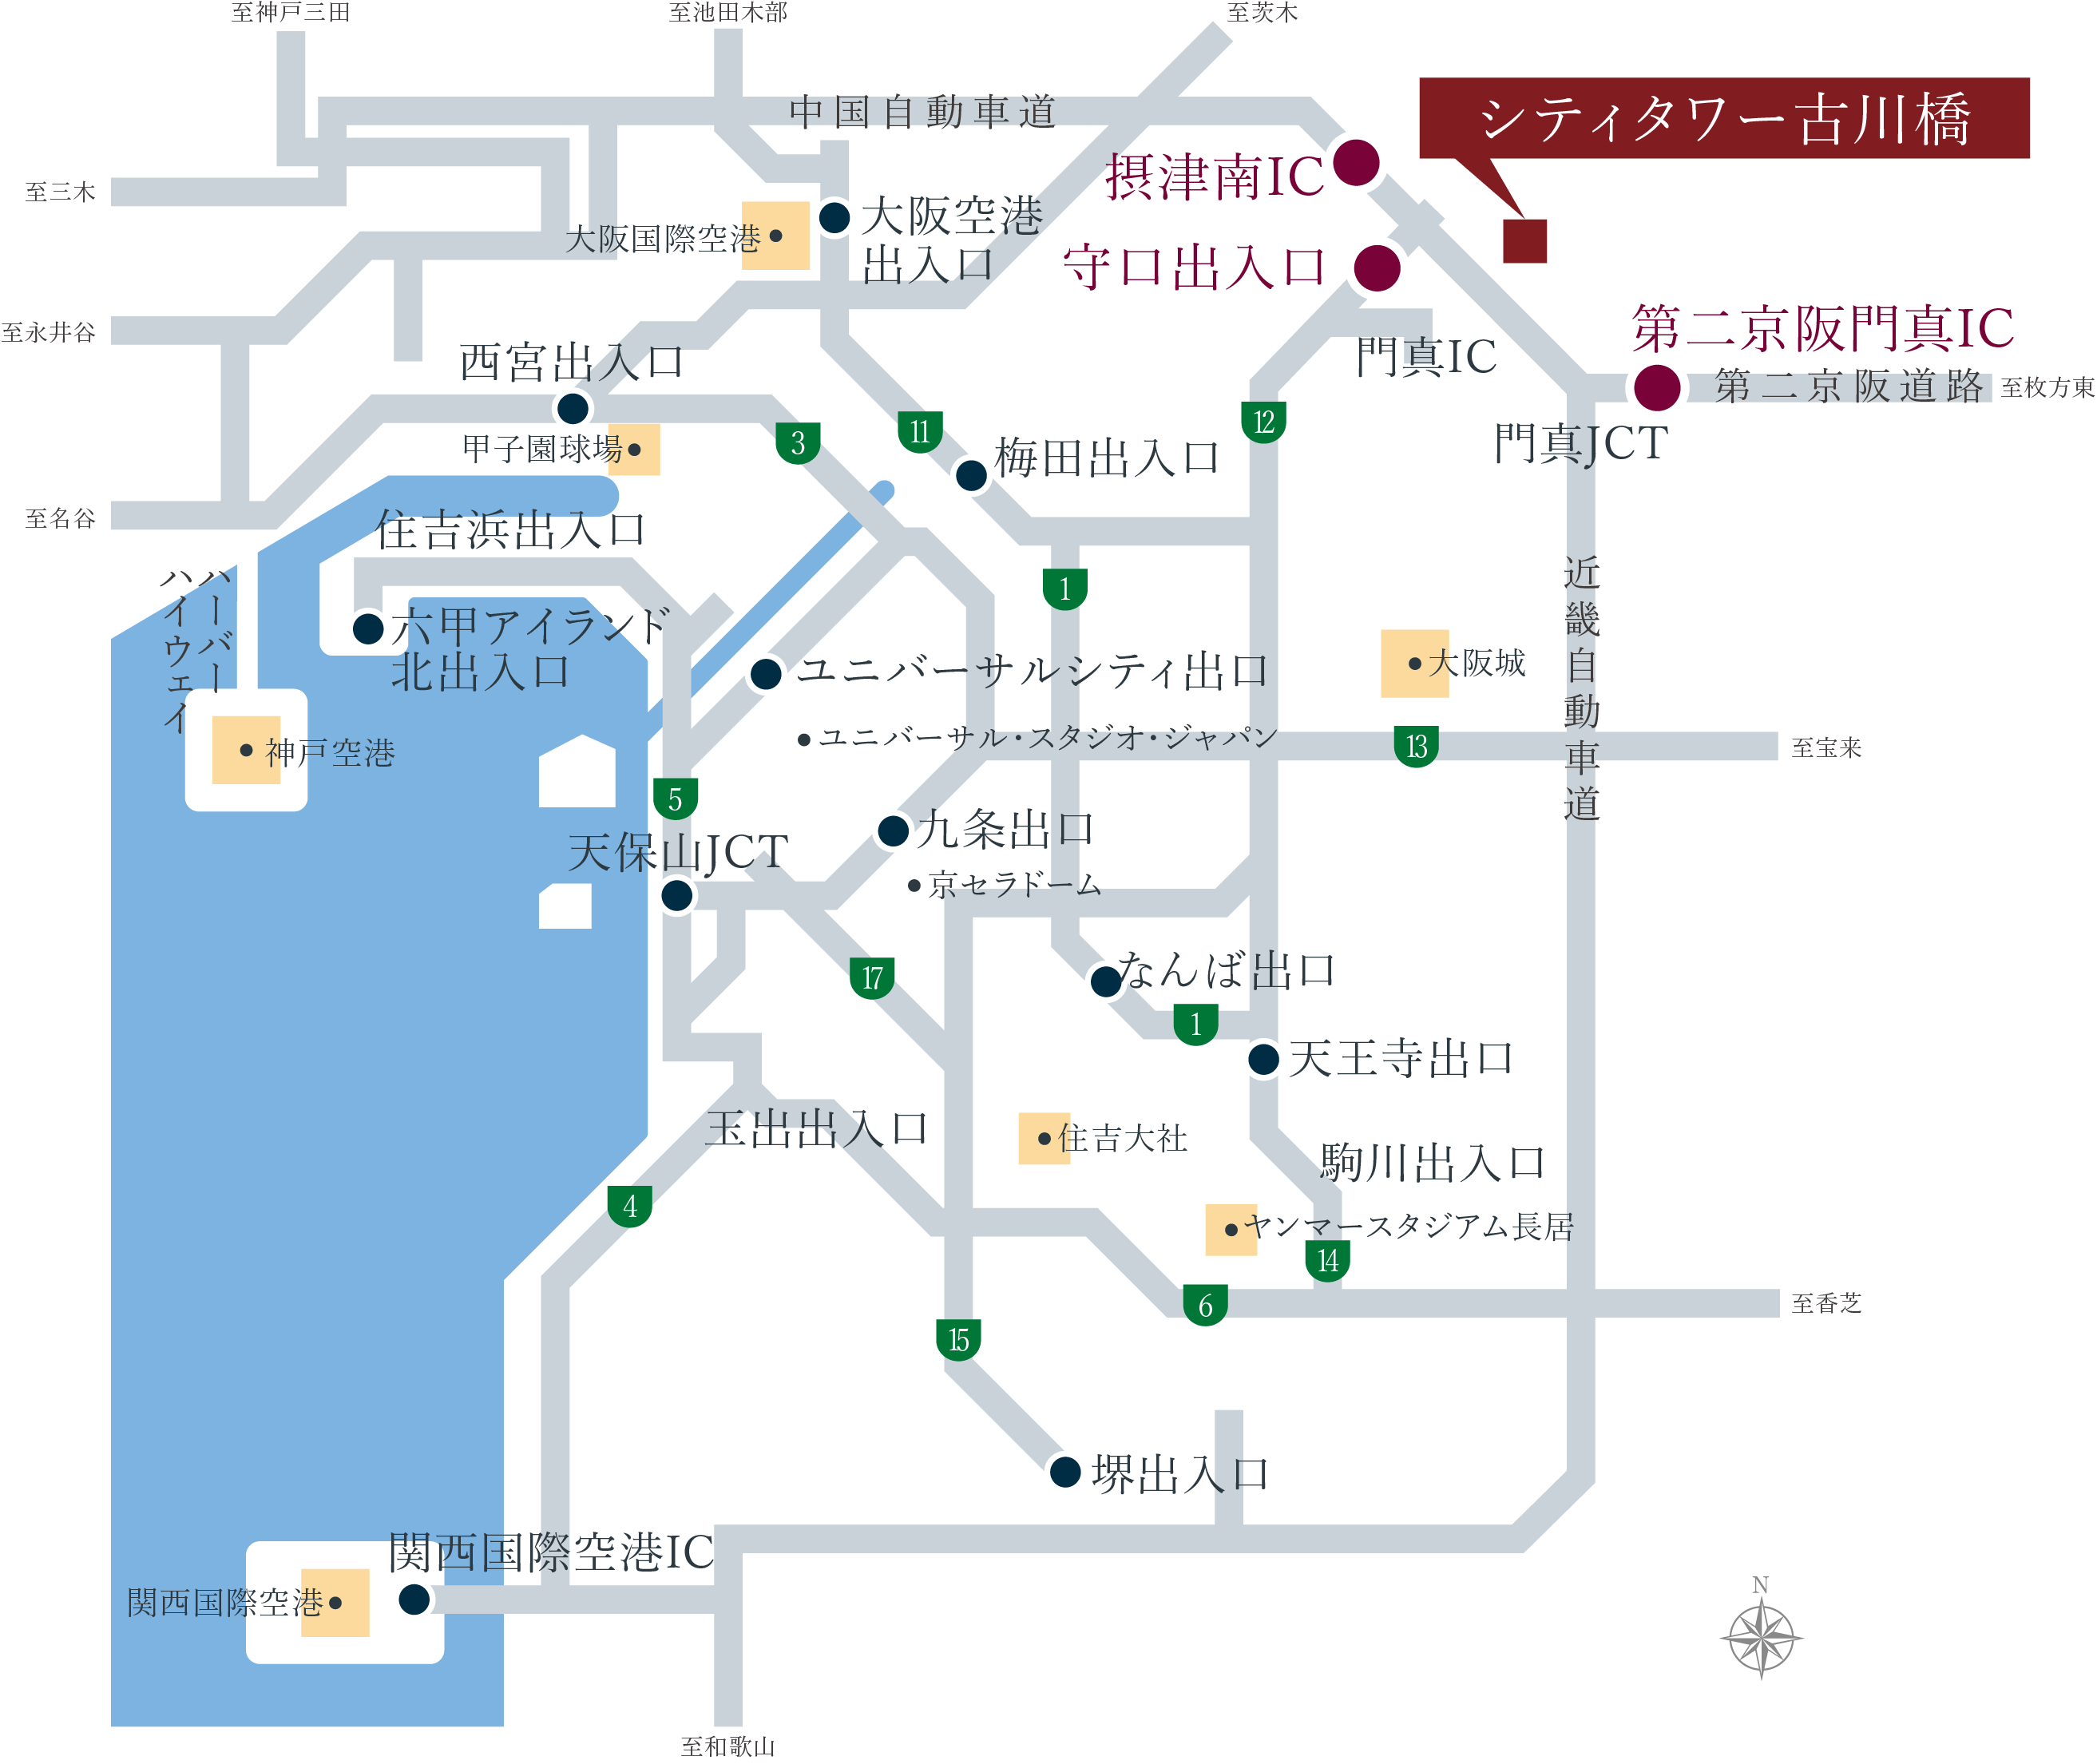 至神戸三田
至池田木部
至茨木
中国自動車道
シティタワー古川橋
摂津南IC
至三木
大阪国際空港
大阪空港
出入口
守口出入口
第二京阪門真IC
至永井谷
西宮出入口
門真IC
第二京阪道路
至枚方東
甲子園球場
3
11
12
梅田出入口
門真JCT
至名谷
住吉浜出入口
ハーバー
ハイウェイ
1
近畿自動車道
六甲アイランド
北出入口
ユニバーサルシティ出口
大阪城
神戸空港
ユニバーサル・スタジオ・ジャパン
13
至宝来
5
天保山JCT
九条出口
京セラドーム
17
なんば出口
1
天王寺出口
玉出出入口
住吉大社
駒川出入口
4
ヤンマースタジアム長居
14
6
至香芝
15
堺出入口
関西国際空港IC
関西国際空港
N
至和歌山